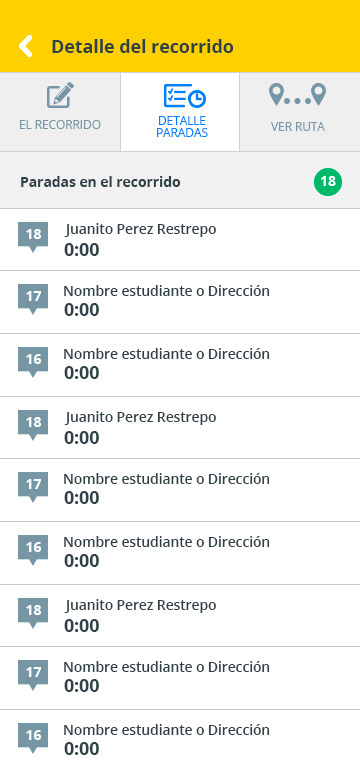 Detalle del recorrido
EL RECORRIDO
DETALLE
PARADAS
VER RUTA
Paradas en el recorrido
18
18
Juanito Perez Restrepo
0:00
17
Nombre estudiante o Dirección
0:00
16
Nombre estudiante o Dirección
0:00
18
Juanito Perez Restrepo
0:00
17
Nombre estudiante o Dirección
0:00
16
Nombre estudiante o Dirección
0:00
18
Juanito Perez Restrepo
0:00
17
Nombre estudiante o Dirección
0:00
16
Nombre estudiante o Dirección
0:00